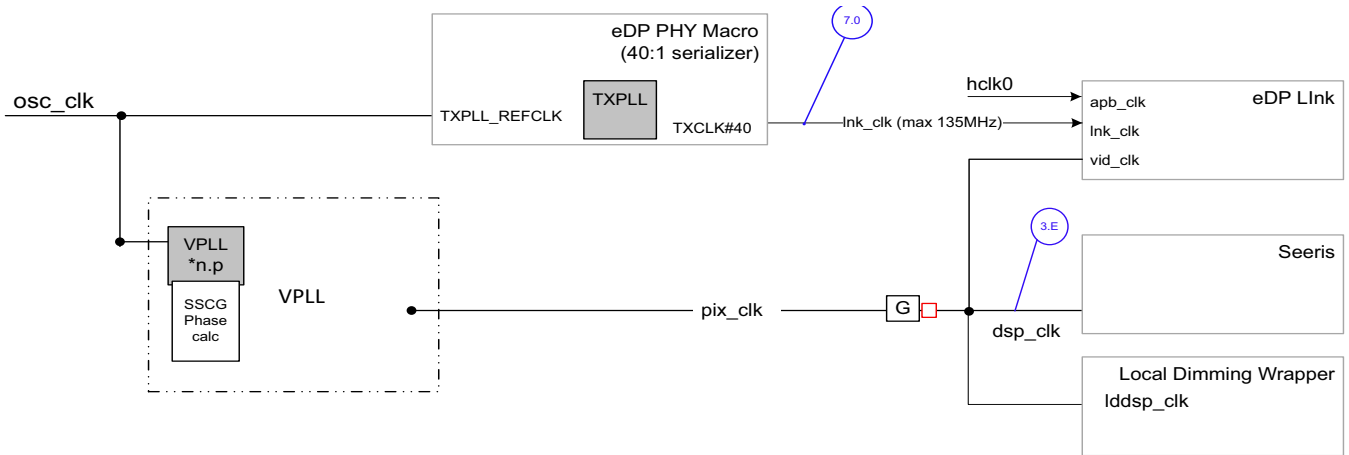 7.0
eDP PHY Macro
(40:1 serializer)
osc_clk
TXPLL_REFCLK
TXPLL
TXCLK#40
hclk0
lnk_clk (max 135MHz)
eDP LInk
apb_clk
lnk_clk
vid_clk
VPLL
*n.p
SSCG
Phase
calc
VPLL
pix_clk
G
3.E
dsp_clk
Seeris
Local Dimming Wrapper
lddsp_clk